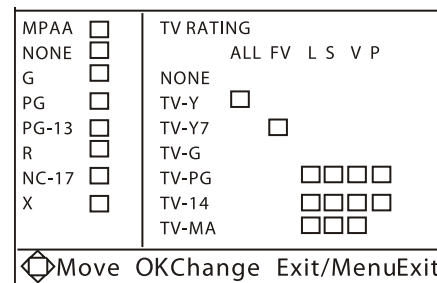 MPAA
NONE
G
PG
PG-13
R
NC-17
X
TV RATING
ALL FV L S V P
NONE
TV-Y
TV-Y7
TV-G
TV-PG
TV-14
TV-MA
Move OKChange Exit/MenuExit